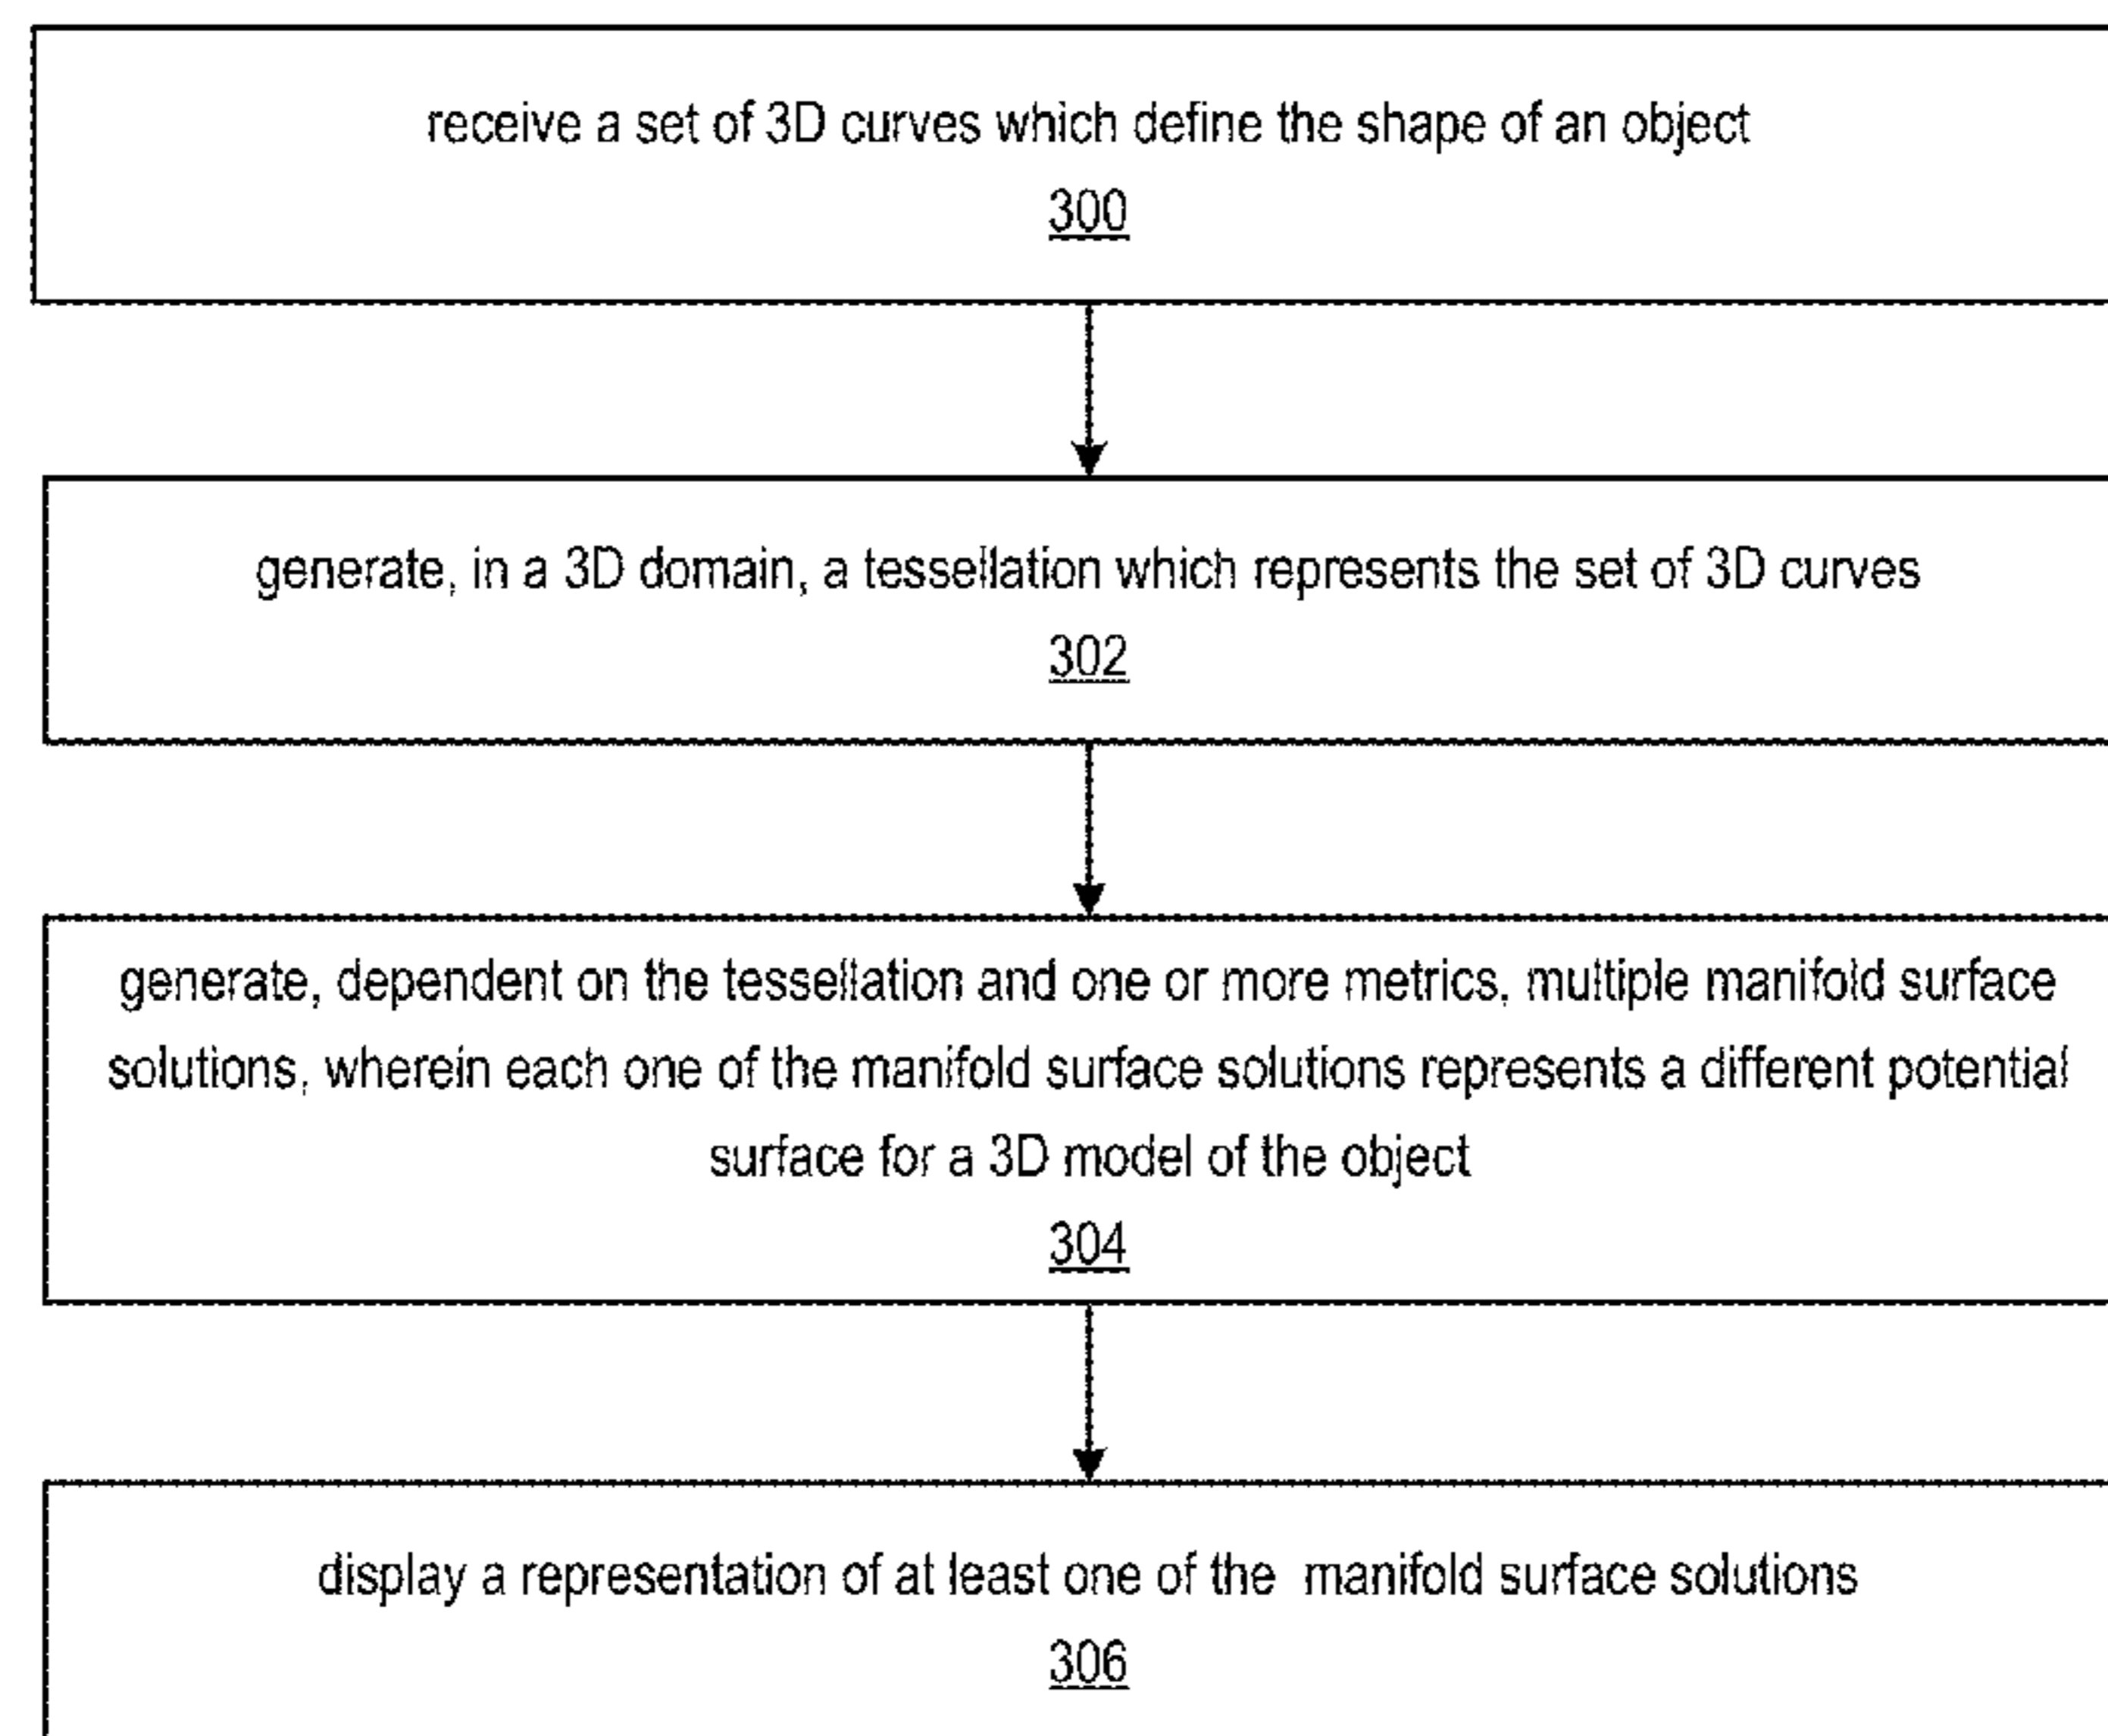 receive a set of 3D curves which define the shape of an object
300
generate, in a 3D domain, a tessellation which represents the set of 3D curves
302
generate, dependent on the tessellation and one or more metrics, multiple manifold surface
solutions, wherein each one of the manifold surface solutions represents a different potential
surface for a 3D model of the object
304
display a representation of at least one of the manifold surface solutions
306